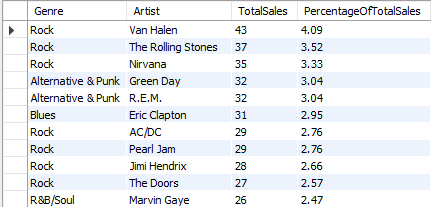 Genre Artist TotalSales PercentageOfTotalSales
Rock Van Halen 43 4.09
Rock The Rolling Stones 37 3.52
Rock Nirvana 35 3.33
Alternative & Punk Green Day 32 3.04
Alternative & Punk R.E.M. 32 3.04
Blues Eric Clapton 31 2.95
Rock AC/DC 29 2.76
Rock Pearl Jam 29 2.76
Rock Jimi Hendrix 28 2.66
Rock The Doors 27 2.57
R&B/Soul Marvin Gaye 26 2.47